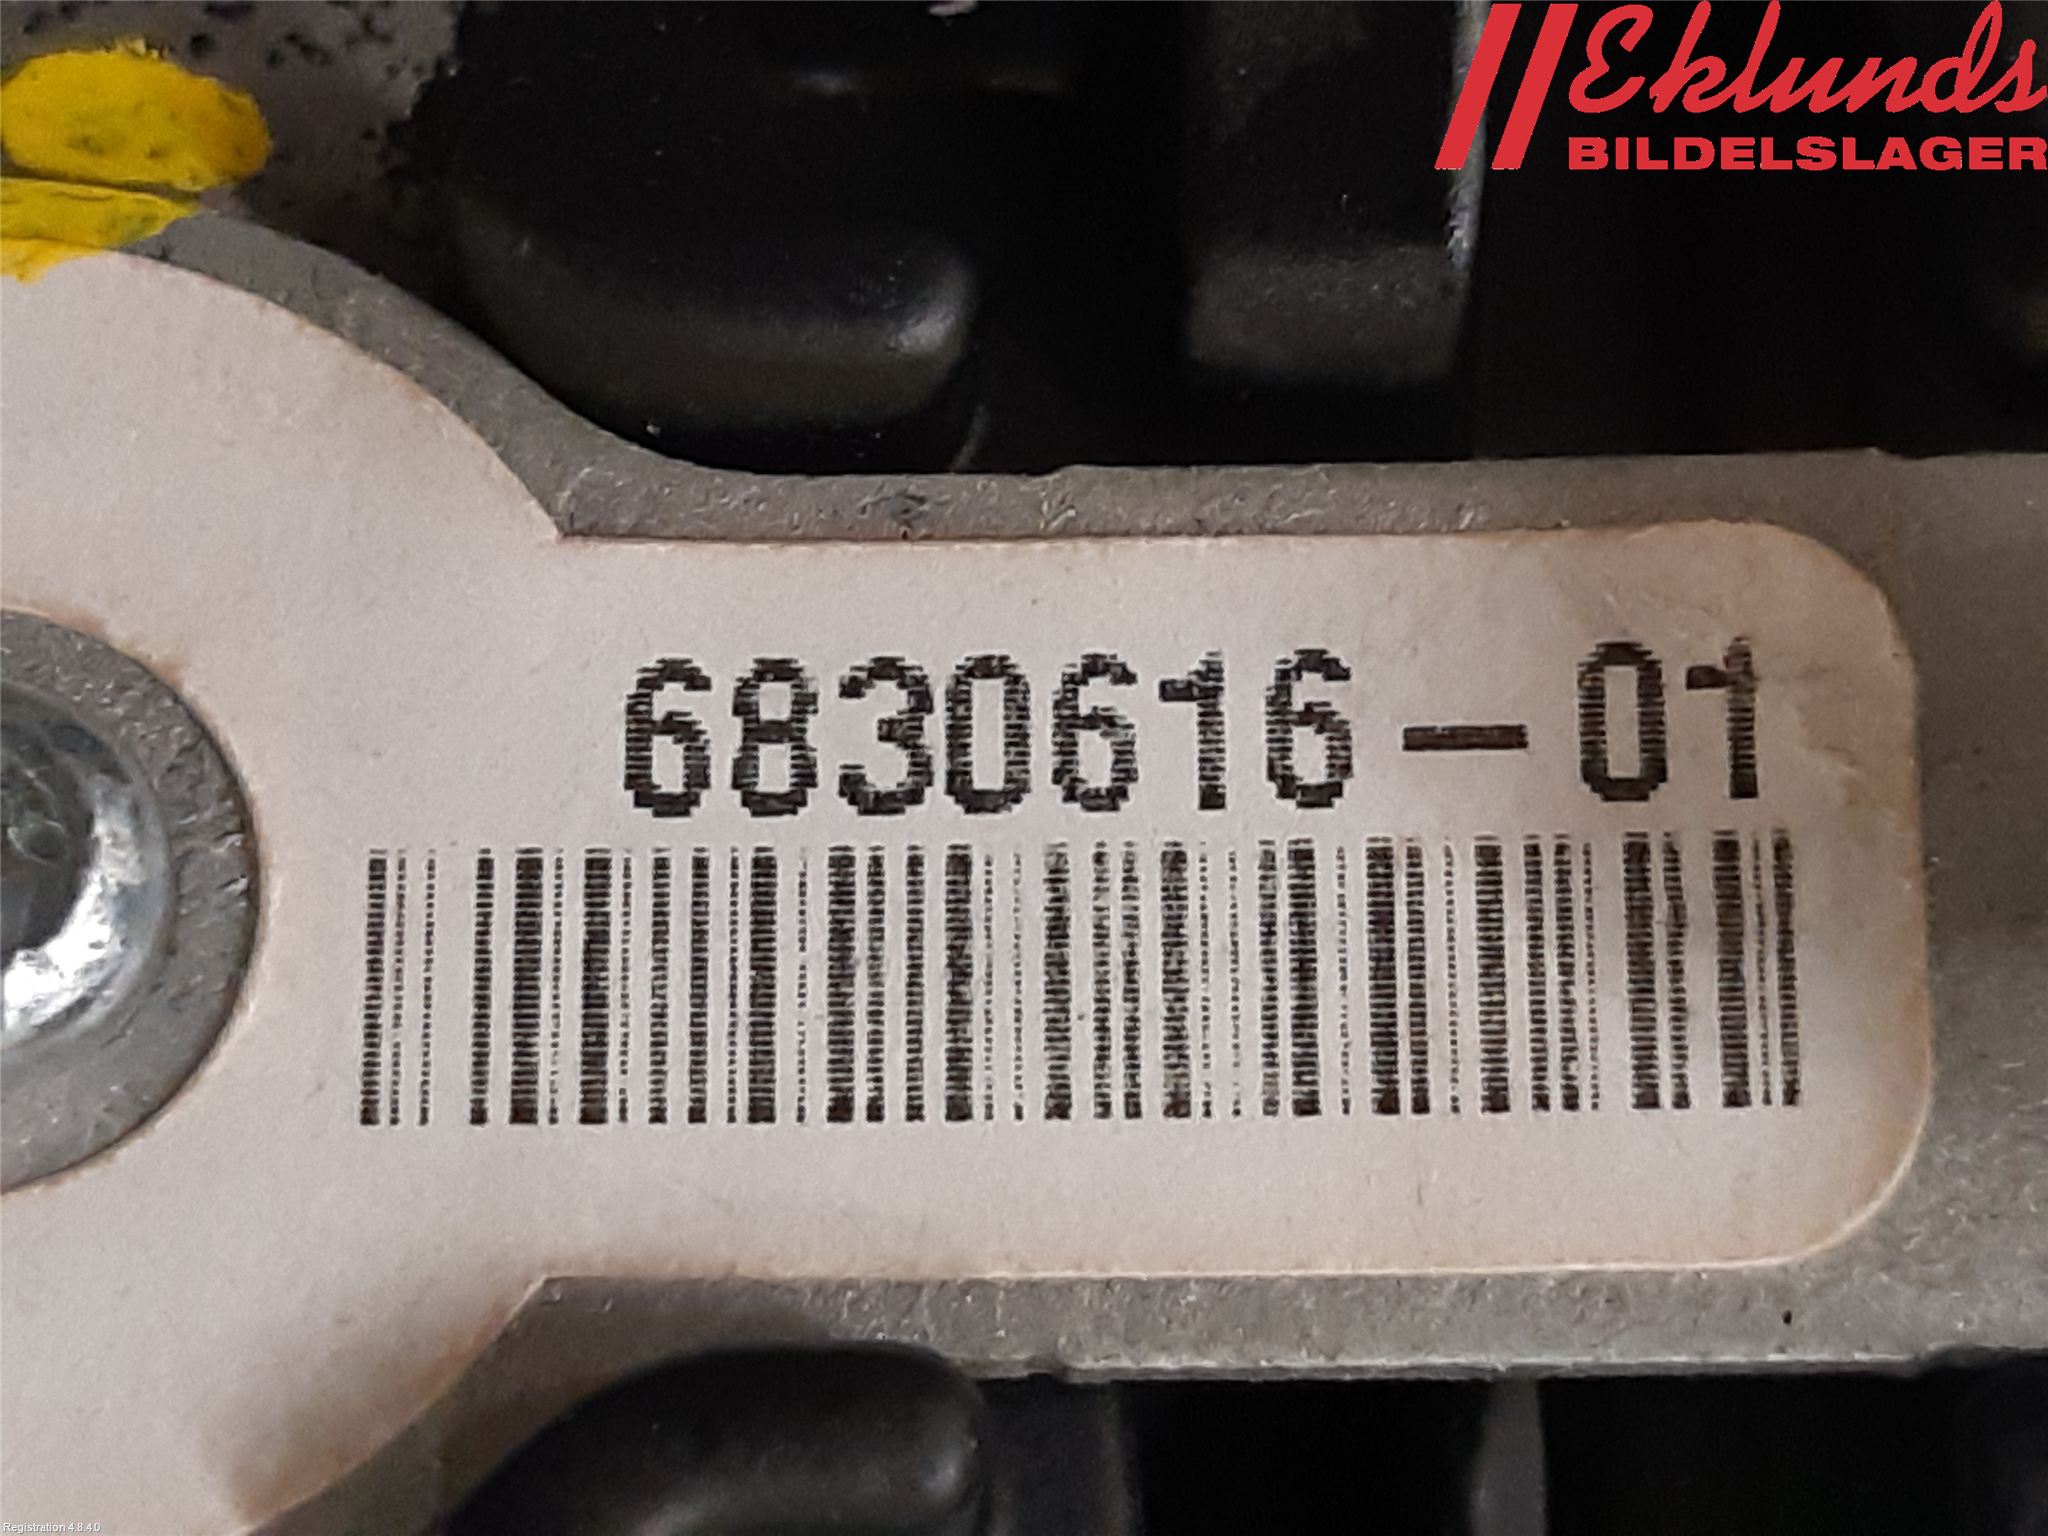 Eklunds
BILDELSLAGER
6830616-01
Registration 4.8.4.0